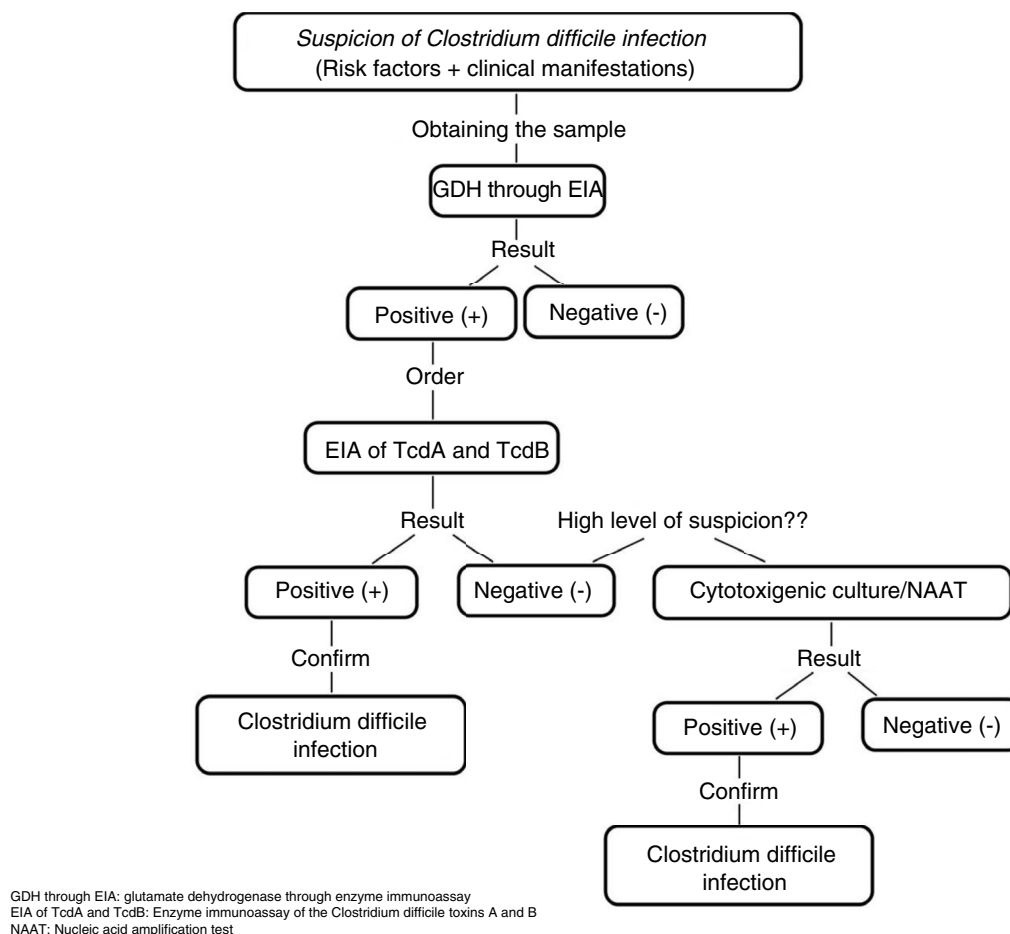 Suspicion of Clostridium difficile infection
(Risk factors + clinical manifestations)
Obtaining the sample
GDH through EIA
Result
Positive (+)
Negative (-)
Order
EIA of TcdA and TcdB
Result
High level of suspicion??
Positive (+)
Negative (-)
Cytotoxigenic culture/NAAT
Confirm
Result
Clostridium difficile
infection
Positive (+)
Negative (-)
Confirm
Clostridium difficile
infection
GDH through EIA: glutamate dehydrogenase through enzyme immunoassay
EIA of TcdA and TcdB: Enzyme immunoassay of the Clostridium difficile toxins A and B
NAAT: Nucleic acid amplification test